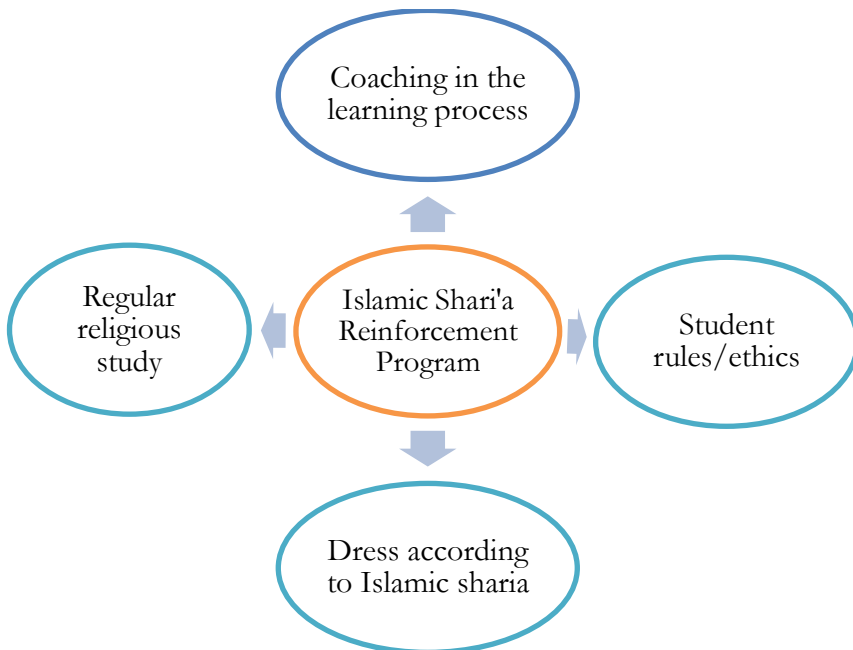 Coaching in the
learning process
Regular
religious
study
Islamic Shari'a
Reinforcement
Program
Student
rules/ethics
Dress according
to Islamic sharia